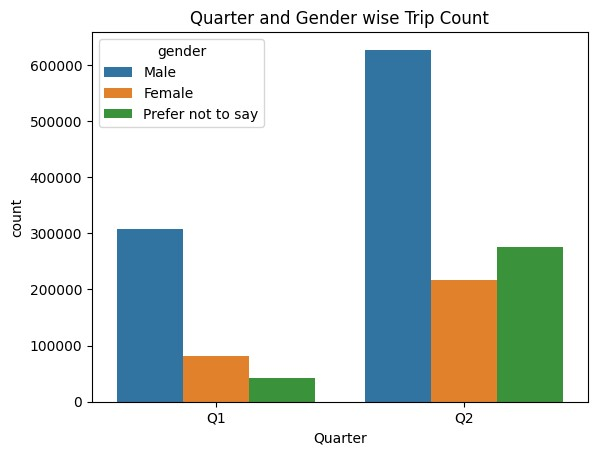 Quarter and Gender wise Trip Count
gender
Male
Female
Prefer not to say
600000
500000
400000
300000
200000
100000
0
count
Q1
Q2
Quarter